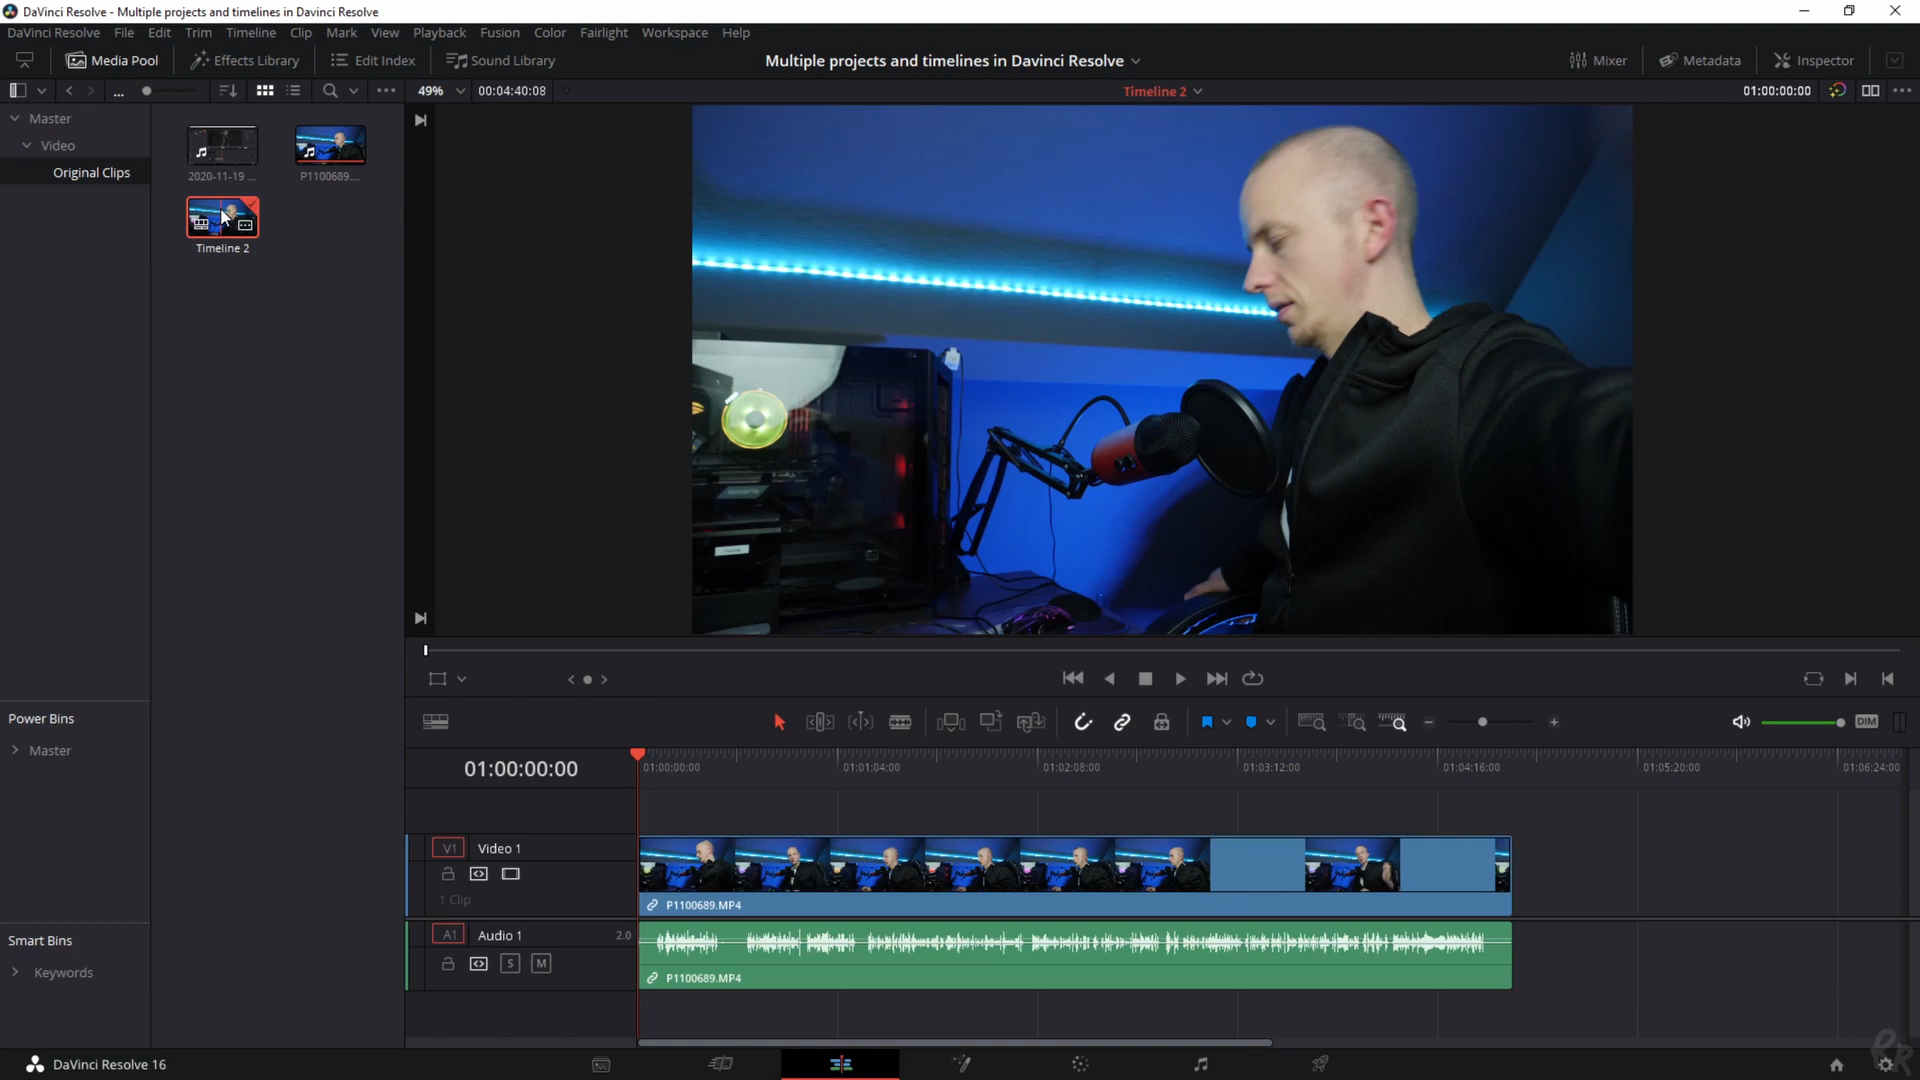 DaVinci Resolve - Multiple projects and timelines in Davinci Resolve
DaVinci Resolve File Edit Trim Timeline Clip Mark View Playback Fusion Color Fairlight Workspace Help
Media Pool Effects Library Edit Index Sound Library Multiple projects and timelines in Davinci Resolve Mixer Metadata Inspector
... 49% 00:04:40:08 Timeline 2 01:00:00:00
Master
Video
Original Clips
2020-11-19 ... P1100689....
Timeline 2
Power Bins
Master
Smart Bins
Keywords
DIM
01:00:00:00
01:00:00:00 01:01:04:00 01:02:08:00 01:03:12:00 01:04:16:00 01:05:20:00 01:06:24:00
V1 Video 1
1 Clip
P1100689.MP4
A1 Audio 1 2.0
S M
P1100689.MP4
DaVinci Resolve 16